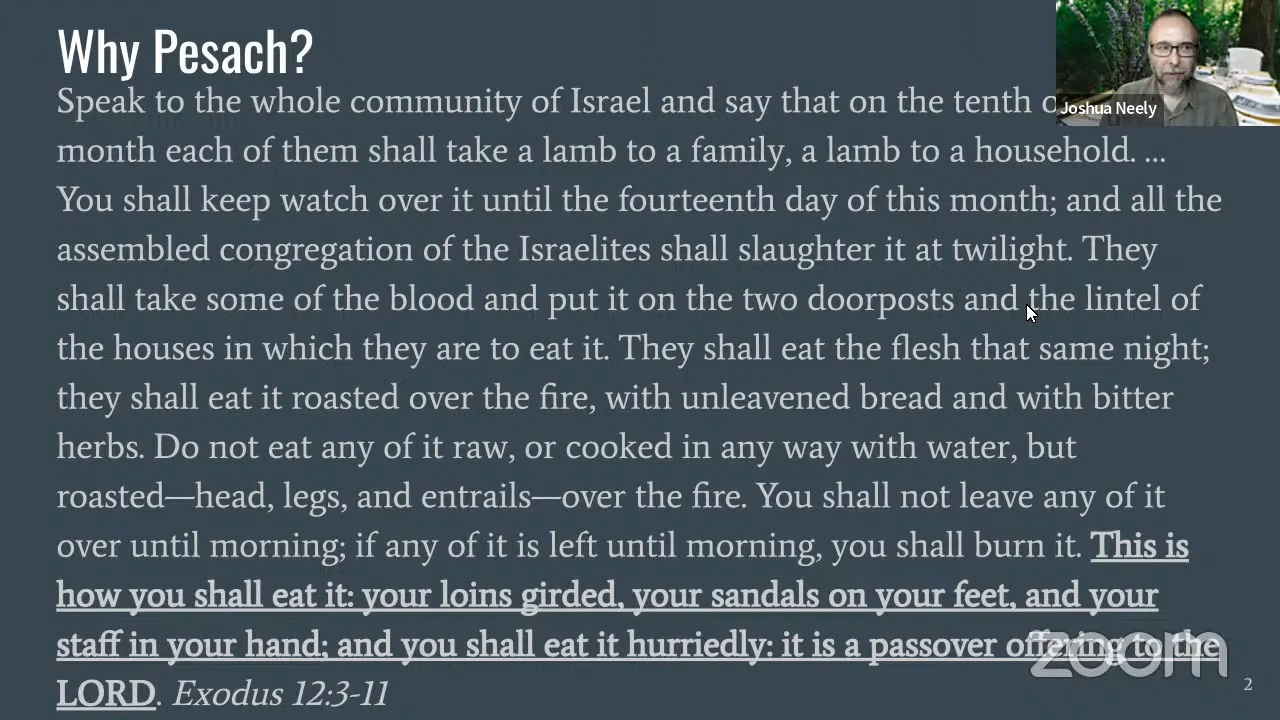 Why Pesach?
Speak to the whole community of Israel and say that on the tenth
month each of them shall take a lamb to a family, a lamb to a household. ...
You shall keep watch over it until the fourteenth day of this month; and all the
assembled congregation of the Israelites shall slaughter it at twilight. They
shall take some of the blood and put it on the two doorposts and the lintel of
the houses in which they are to eat it. They shall eat the flesh that same night;
they shall eat it roasted over the fire, with unleavened bread and with bitter
herbs. Do not eat any of it raw, or cooked in any way with water, but
roasted—head, legs, and entrails—over the fire. You shall not leave any of it
over until morning; if any of it is left until morning, you shall burn it. This is
how you shall eat it: your loins girded, your sandals on your feet, and your
staff in your hand; and you shall eat it hurriedly: it is a passover offering to the
LORD. Exodus 12:3-11
Joshua Neely
zoom
2